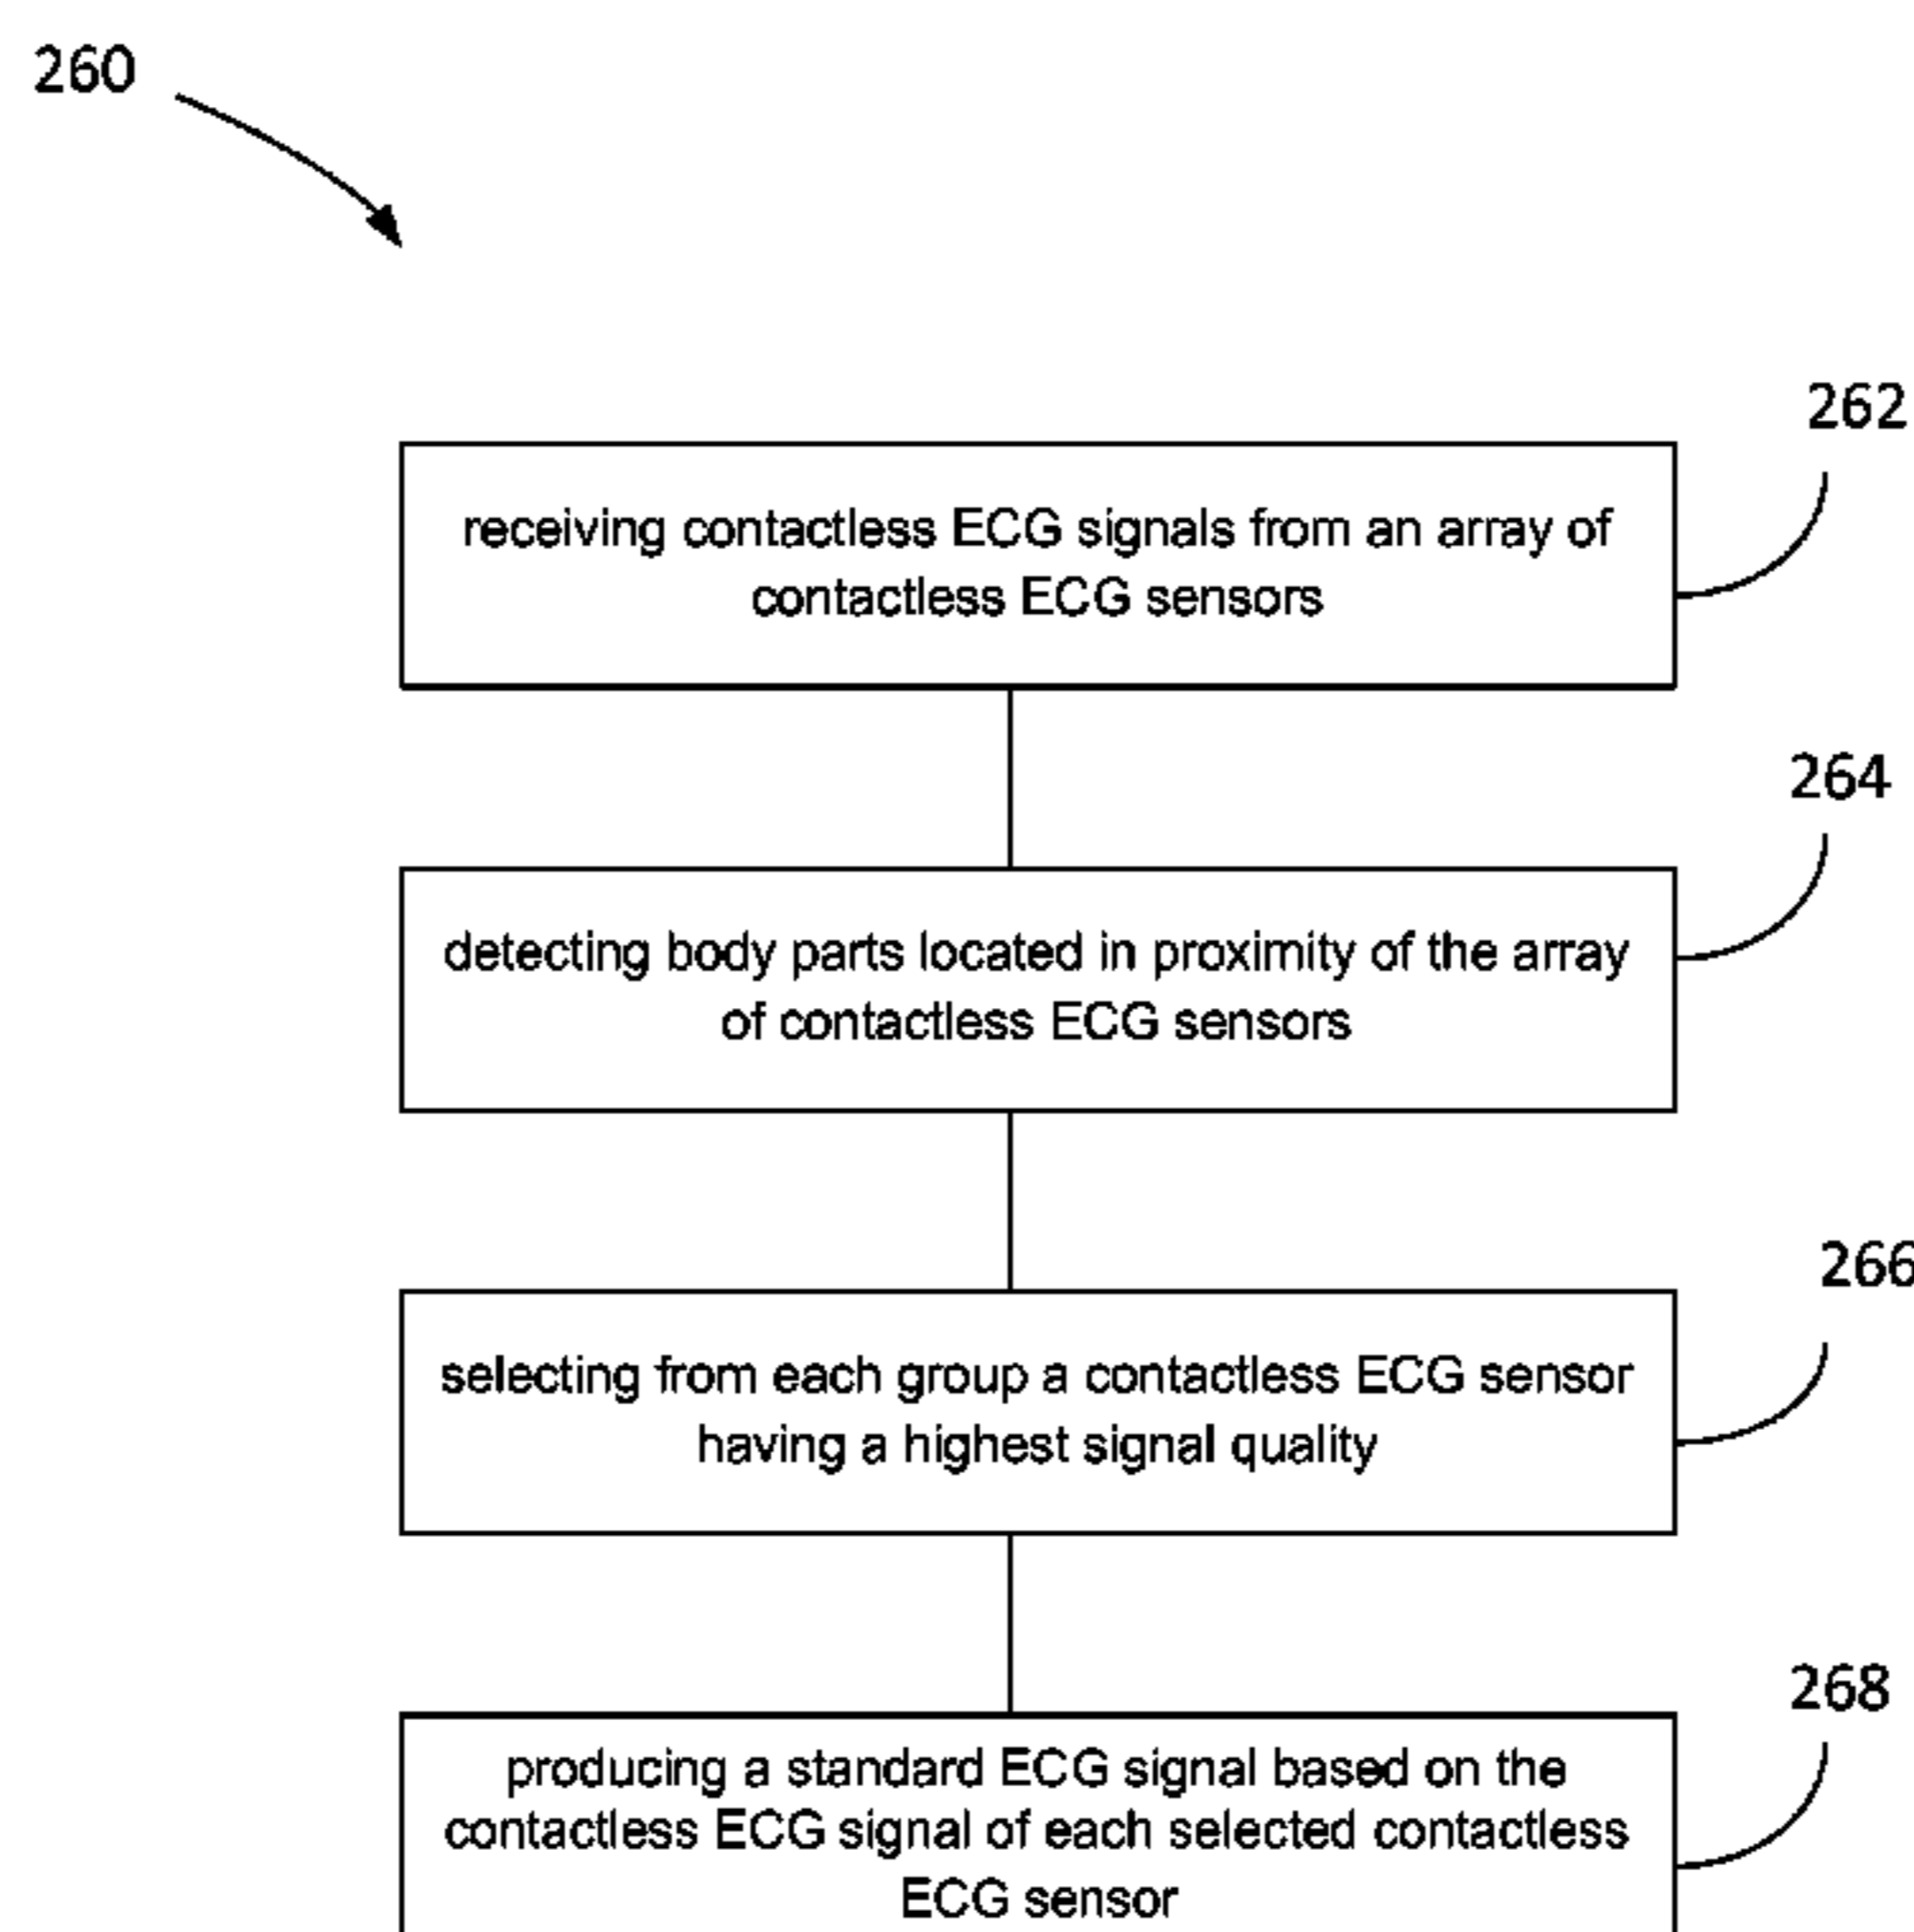 260
262
receiving contactless ECG signals from an array of
contactless ECG sensors
264
detecting body parts located in proximity of the array
of contactless ECG sensors
266
selecting from each group a contactless ECG sensor
having a highest signal quality
268
producing a standard ECG signal based on the
contactless ECG signal of each selected contactless
ECG sensor